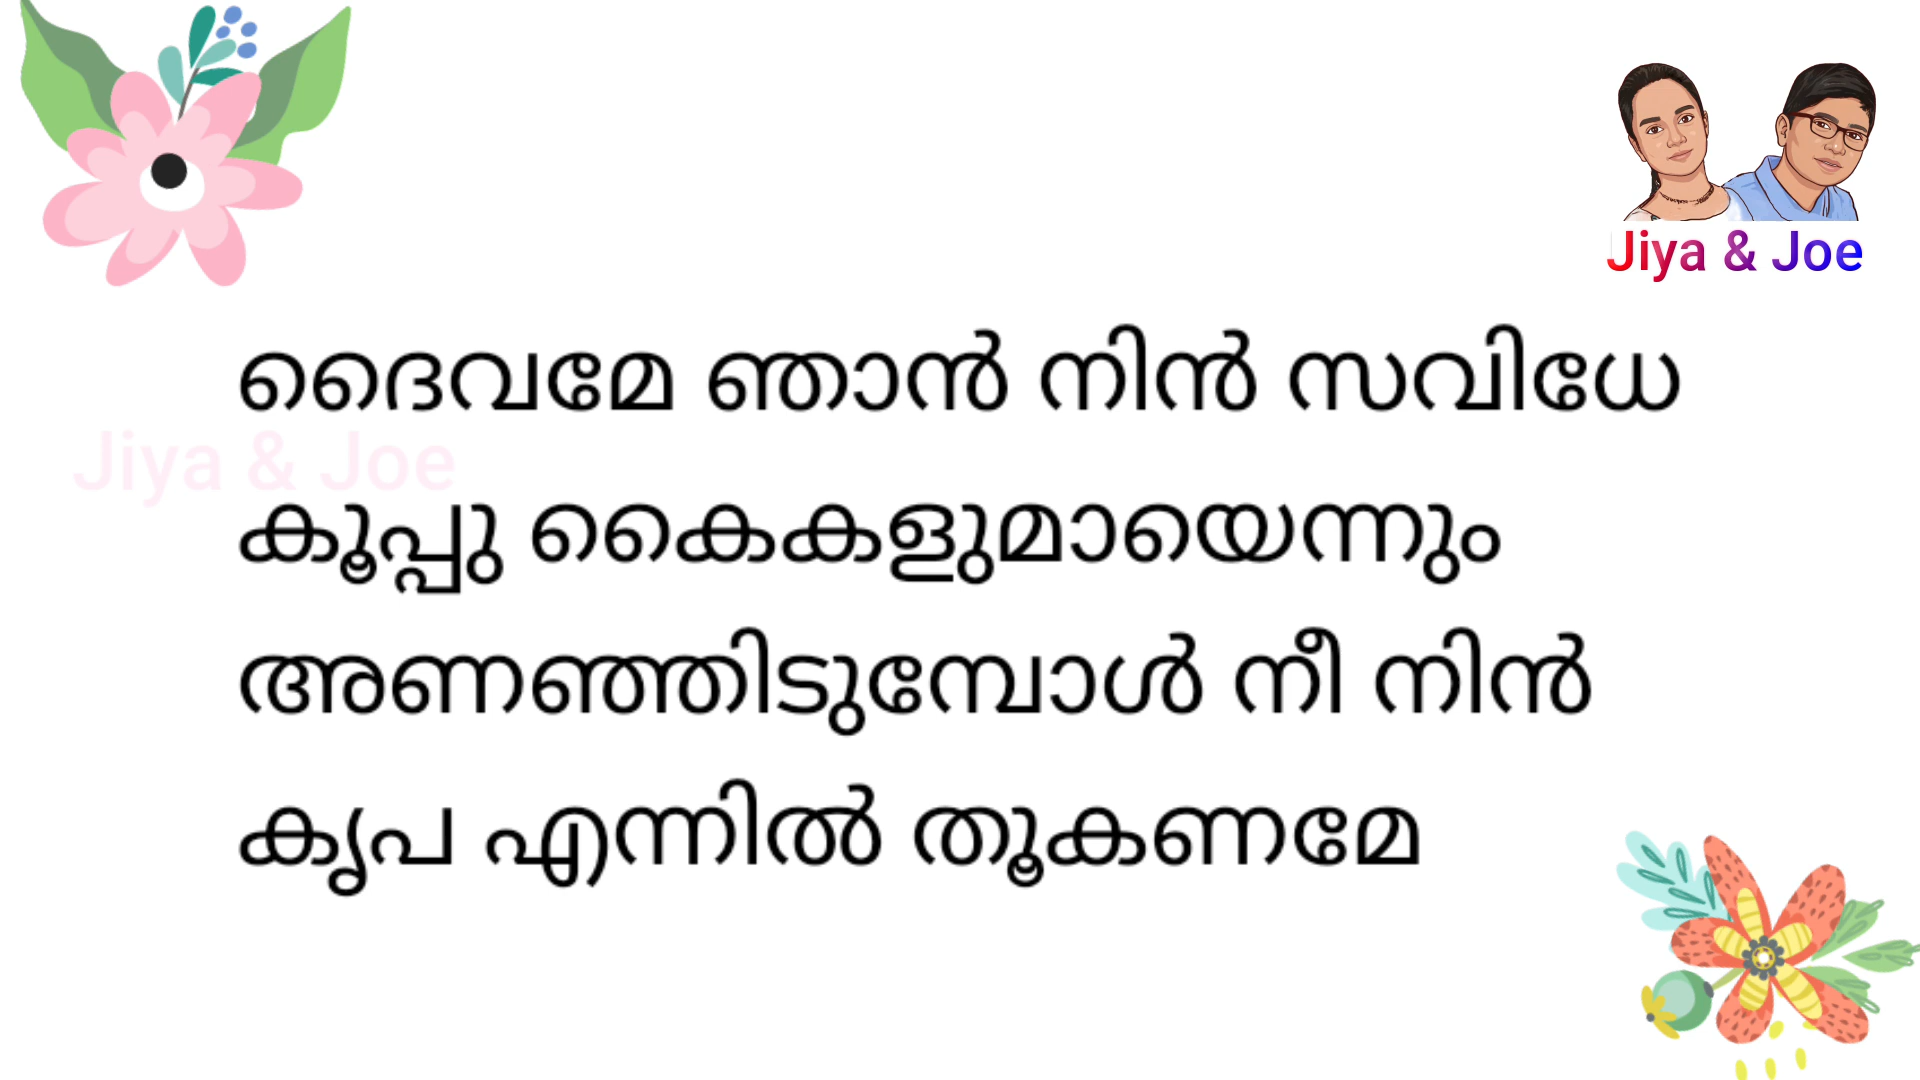 Jiya & Joe
ദൈവമേ ഞാൻ നിൻ സവിധേ
Jiya & Joe
കൂപ്പു കൈകളുമായെന്നും
അണഞ്ഞിടുമ്പോൾ നീ നിൻ
കൃപ എന്നിൽ തൂകണമേ